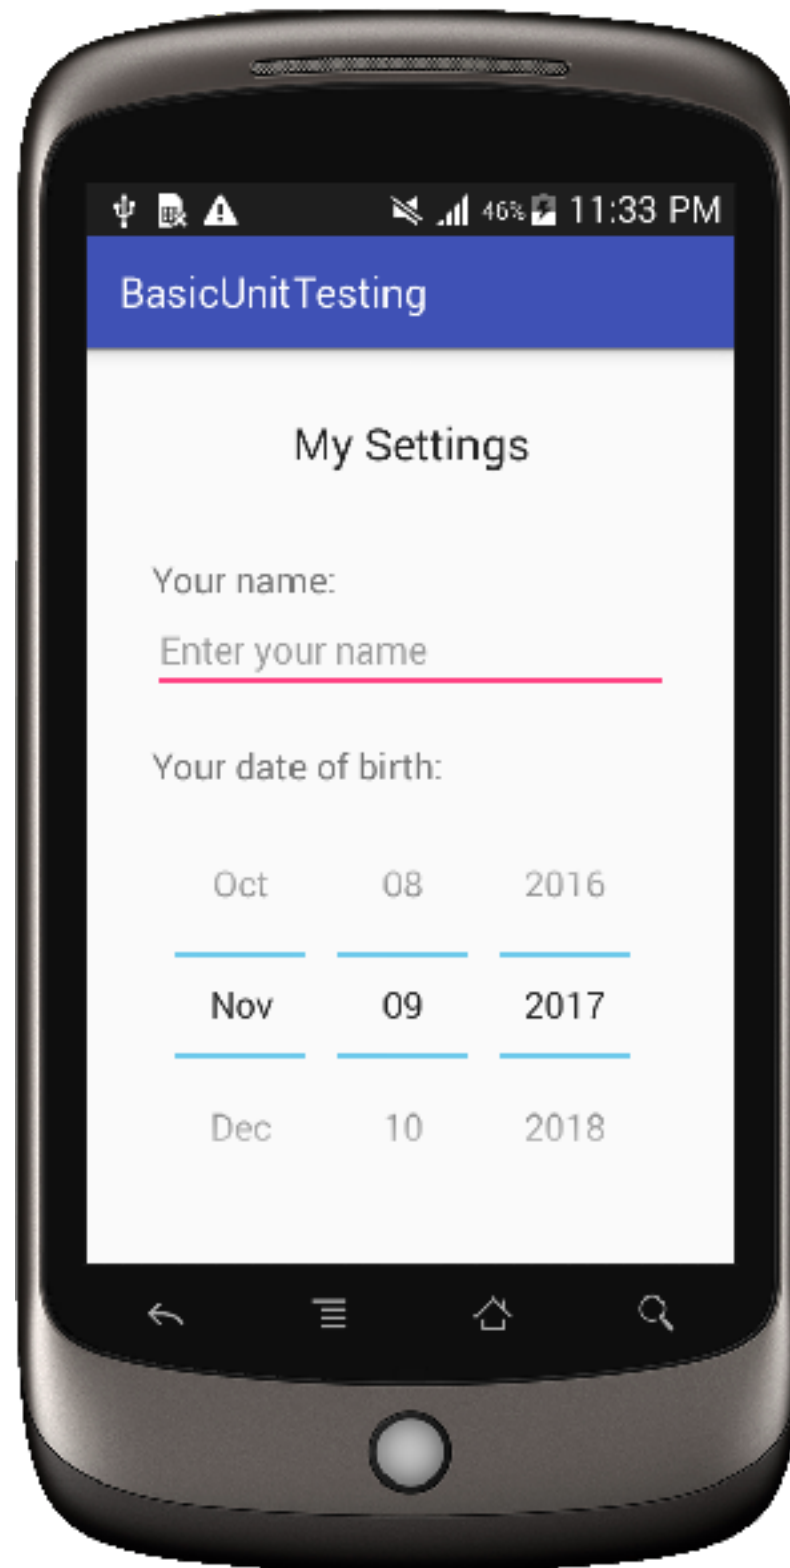 46% 11:33 PM
BasicUnitTesting
My Settings
Your name:
Enter your name
Your date of birth:
Oct 08 2016
Nov 09 2017
Dec 10 2018